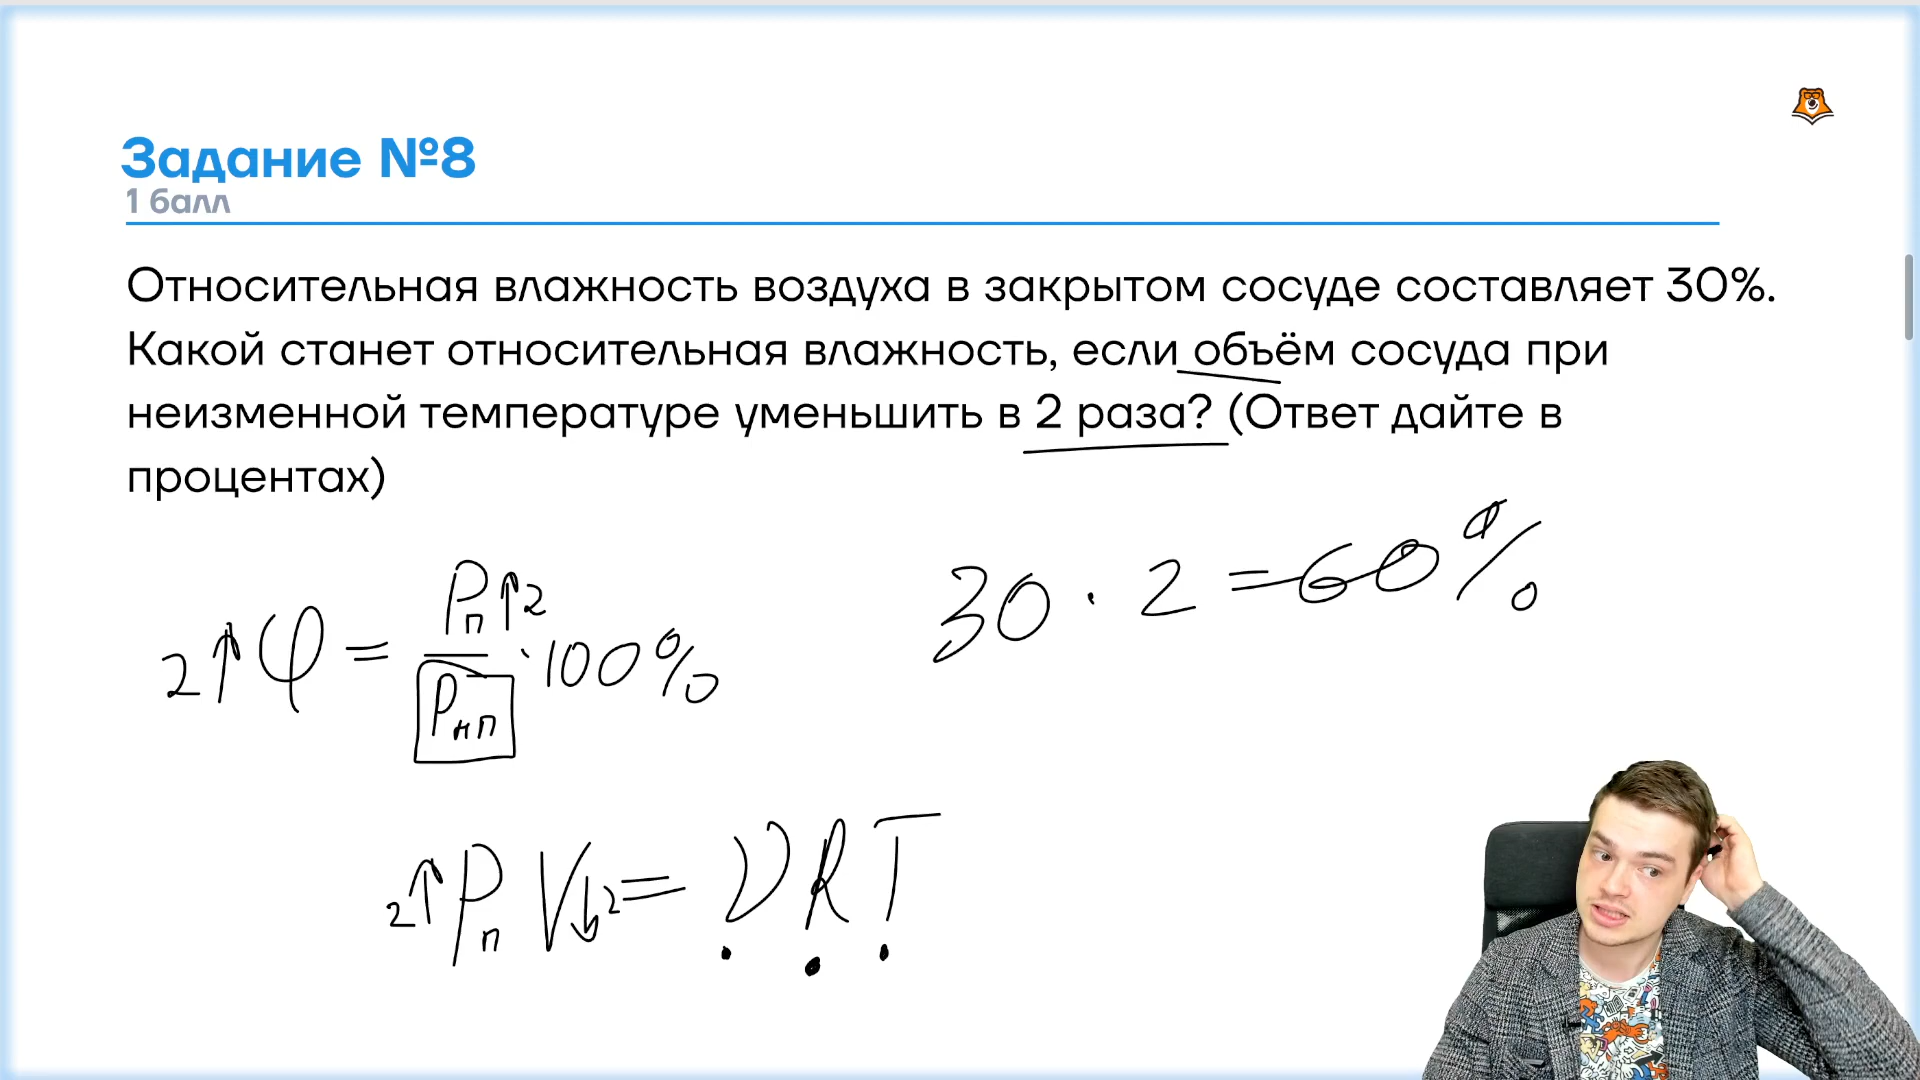 Задание №8
1 балл
Относительная влажность воздуха в закрытом сосуде составляет 30%.
Какой станет относительная влажность, если объём сосуда при
неизменной температуре уменьшить в 2 раза? (Ответ дайте в
процентах)
2↑φ = Pп↑2 / Pнп · 100%
30 · 2 = 60%
2↑Pп V↓2 = νRT